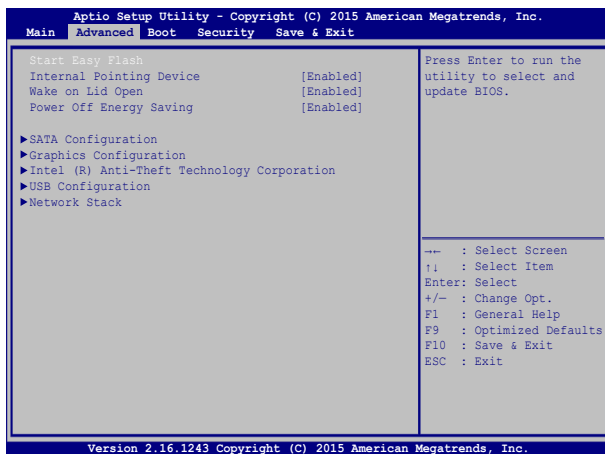 Aptio Setup Utility - Copyright (C) 2015 American Megatrends, Inc.
Main Advanced Boot Security Save & Exit
Start Easy Flash
Internal Pointing Device [Enabled]
Wake on Lid Open [Enabled]
Power Off Energy Saving [Enabled]
▶SATA Configuration
▶Graphics Configuration
▶Intel (R) Anti-Theft Technology Corporation
▶USB Configuration
▶Network Stack
Press Enter to run the
utility to select and
update BIOS.
→← : Select Screen
↑↓ : Select Item
Enter: Select
+/— : Change Opt.
F1 : General Help
F9 : Optimized Defaults
F10 : Save & Exit
ESC : Exit
Version 2.16.1243 Copyright (C) 2015 American Megatrends, Inc.